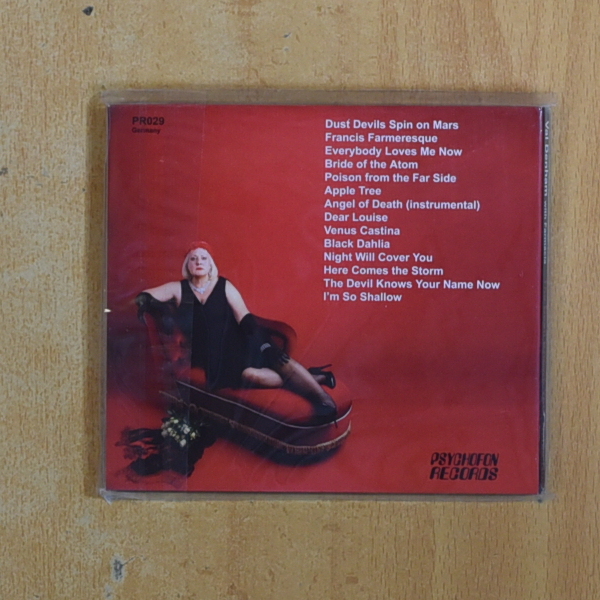 PR029
Germany
Dust Devils Spin on Mars
Francis Farmeresque
Everybody Loves Me Now
Bride of the Atom
Poison from the Far Side
Apple Tree
Angel of Death (instrumental)
Dear Louise
Venus Castina
Black Dahlia
Night Will Cover You
Here Comes the Storm
The Devil Knows Your Name Now
I'm So Shallow
PSYCHOFON
RECORDS
Val Denham